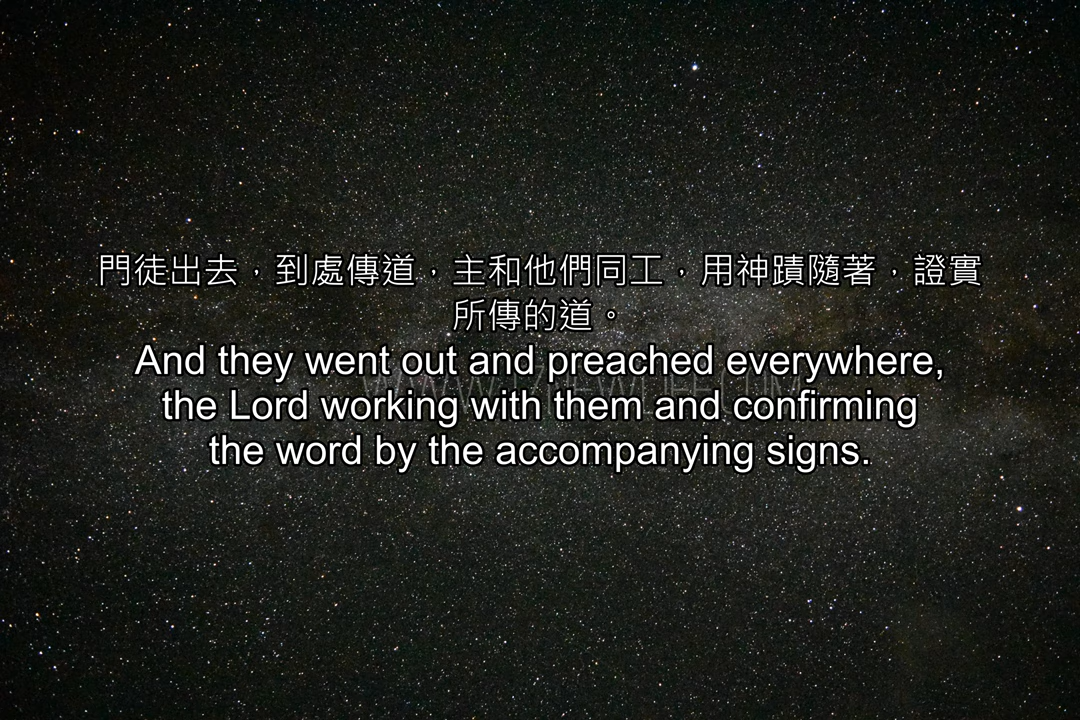 門徒出去，到處傳道，主和他們同工，用神蹟隨著，證實
所傳的道。
And they went out and preached everywhere,
the Lord working with them and confirming
the word by the accompanying signs.